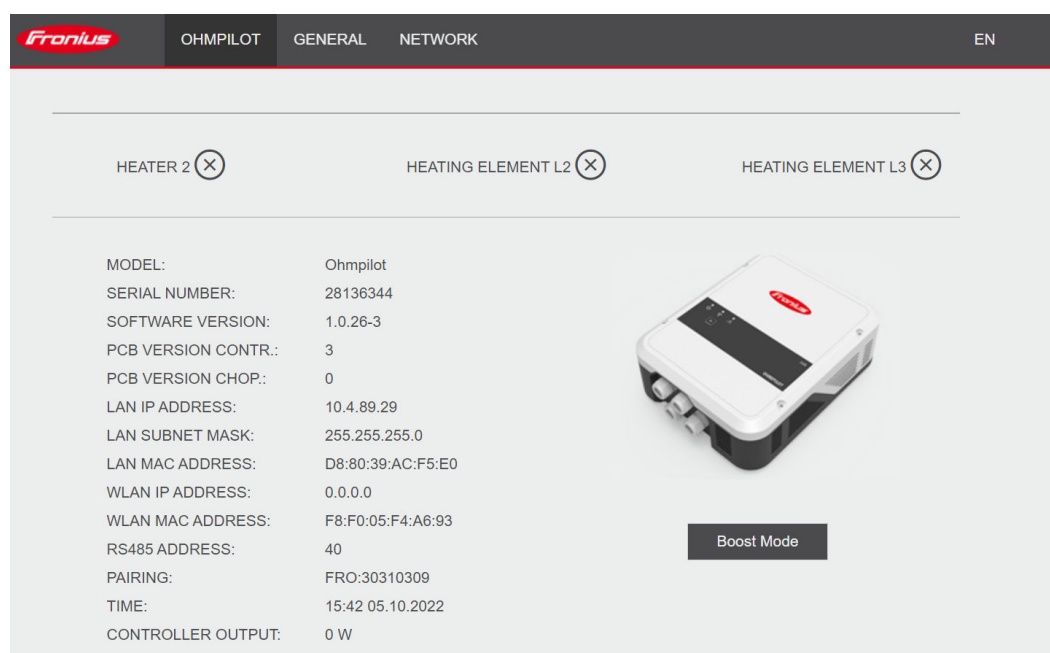 Fronius OHMPILOT GENERAL NETWORK EN
HEATER 2 HEATING ELEMENT L2 HEATING ELEMENT L3
MODEL: Ohmpilot
SERIAL NUMBER: 28136344
SOFTWARE VERSION: 1.0.26-3
PCB VERSION CONTR.: 3
PCB VERSION CHOP.: 0
LAN IP ADDRESS: 10.4.89.29
LAN SUBNET MASK: 255.255.255.0
LAN MAC ADDRESS: D8:80:39:AC:F5:E0
WLAN IP ADDRESS: 0.0.0.0
WLAN MAC ADDRESS: F8:F0:05:F4:A6:93
RS485 ADDRESS: 40
PAIRING: FRO:30310309
TIME: 15:42 05.10.2022
CONTROLLER OUTPUT: 0 W
Fronius
Boost Mode